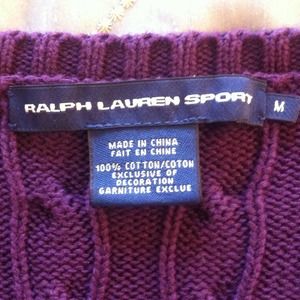 RALPH LAUREN SPORT
M
MADE IN CHINA
FAIT EN CHINE
100% COTTON/COTON
EXCLUSIVE OF
DECORATION
GARNITURE EXCLUE